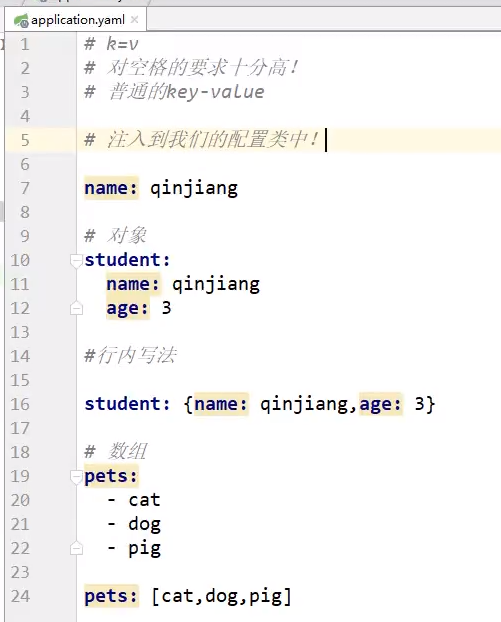 application.yaml
1 # k=v
2 # 对空格的要求十分高！
3 # 普通的key-value
4
5 # 注入到我们的配置类中！
6
7 name: qinjiang
8
9 # 对象
10 student:
11   name: qinjiang
12   age: 3
13
14 #行内写法
15
16 student: {name: qinjiang,age: 3}
17
18 # 数组
19 pets:
20   - cat
21   - dog
22   - pig
23
24 pets: [cat,dog,pig]